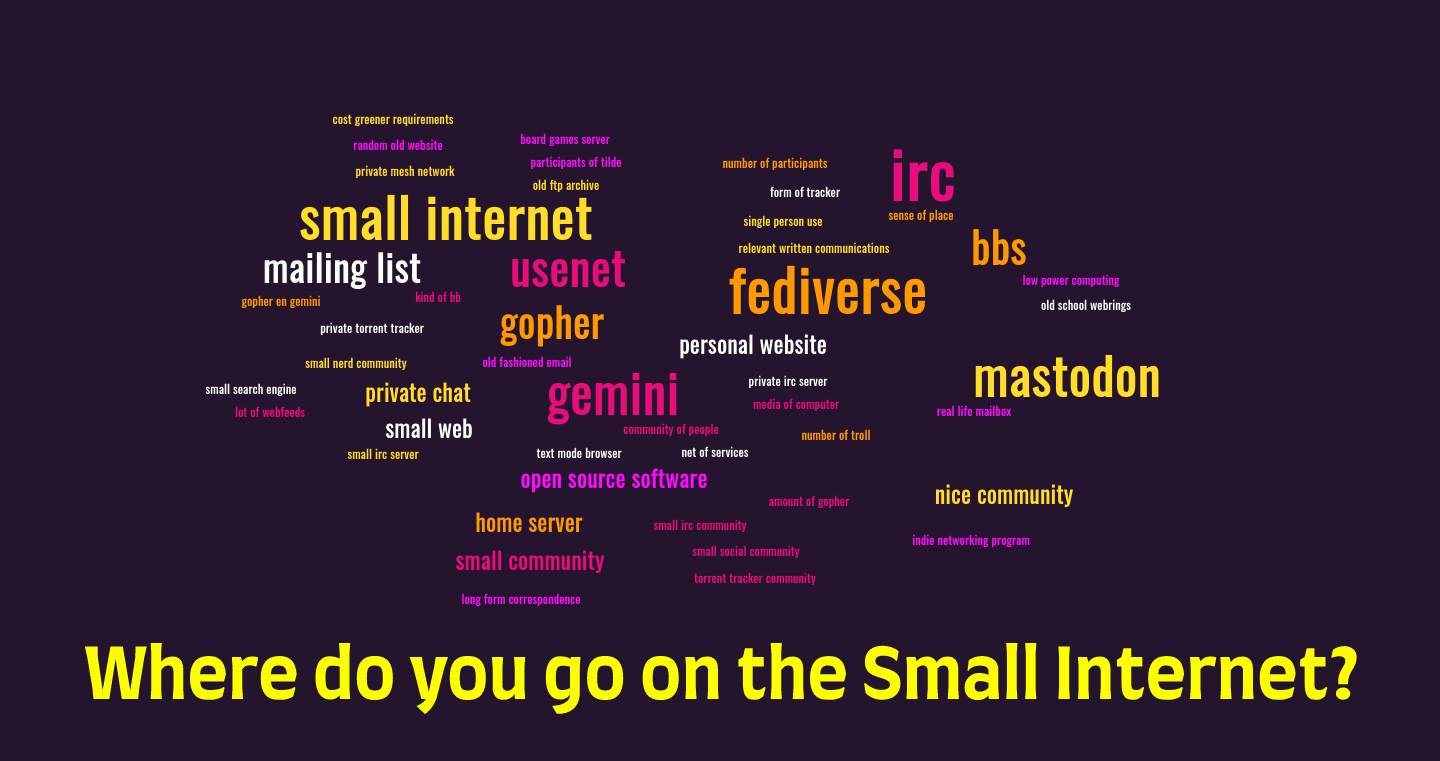 cost greener requirements
random old website
private mesh network
board games server
participants of tilde
old ftp archive
small internet
mailing list
usenet
gopher en gemini
kind of bb
private torrent tracker
gopher
small nerd community
old fashioned email
small search engine
private chat
lot of webfeeds
gemini
small web
community of people
small irc server
text mode browser
net of services
open source software
home server
small irc community
small community
small social community
torrent tracker community
long form correspondence
number of participants
form of tracker
irc
sense of place
single person use
relevant written communications
bbs
fediverse
low power computing
old school webrings
personal website
private irc server
mastodon
media of computer
real life mailbox
number of troll
nice community
amount of gopher
indie networking program
Where do you go on the Small Internet?